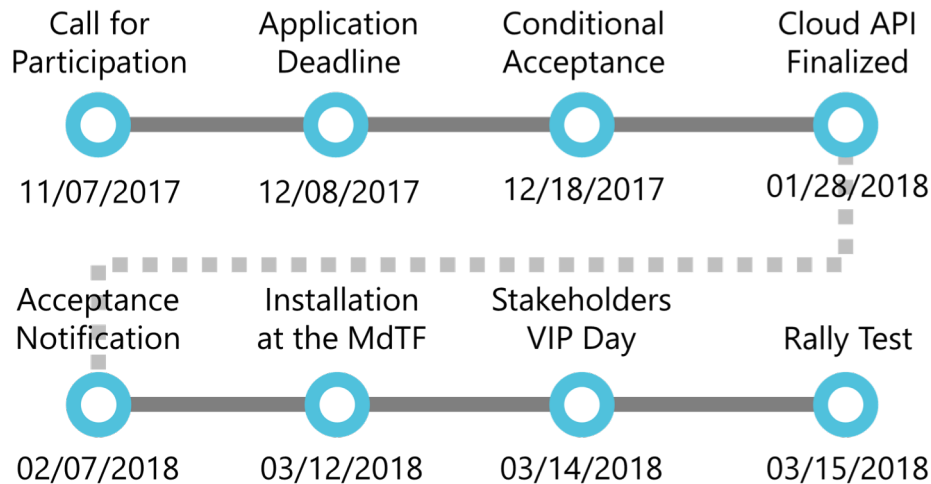 Call for
Participation
Application
Deadline
Conditional
Acceptance
Cloud API
Finalized
11/07/2017
12/08/2017
12/18/2017
01/28/2018
Acceptance
Notification
Installation
at the MdTF
Stakeholders
VIP Day
Rally Test
02/07/2018
03/12/2018
03/14/2018
03/15/2018